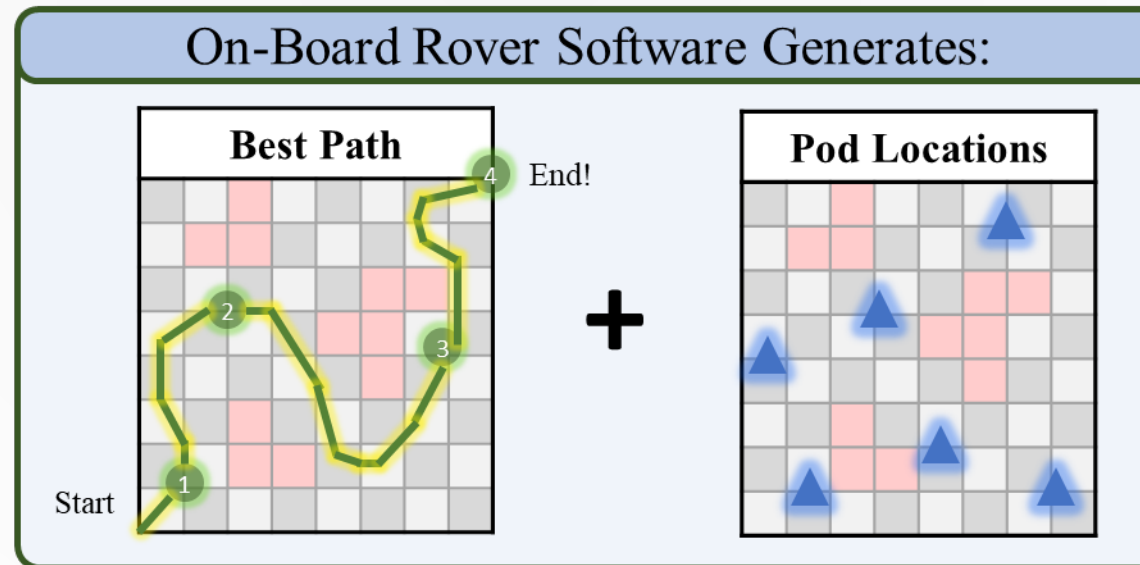 On-Board Rover Software Generates:
Best Path
Pod Locations
4
End!
2
3
1
Start